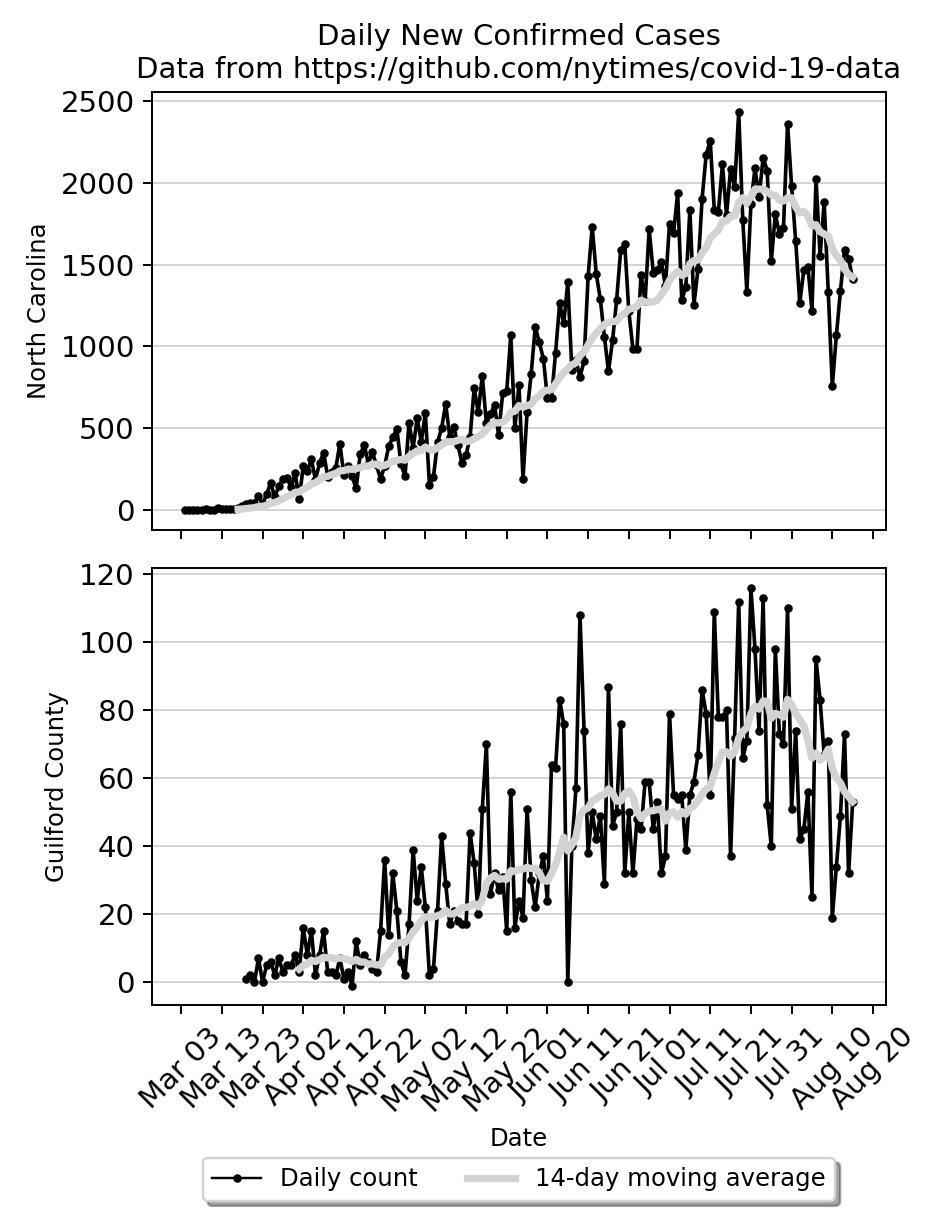 Daily New Confirmed Cases
Data from https://github.com/nytimes/covid-19-data
2500
2000
1500
1000
500
0
North Carolina
120
100
80
60
40
20
0
Guilford County
Mar 03
Mar 13
Mar 23
Apr 02
Apr 12
Apr 22
May 02
May 12
May 22
Jun 01
Jun 11
Jun 21
Jul 01
Jul 11
Jul 21
Jul 31
Aug 10
Aug 20
Date
Daily count
14-day moving average